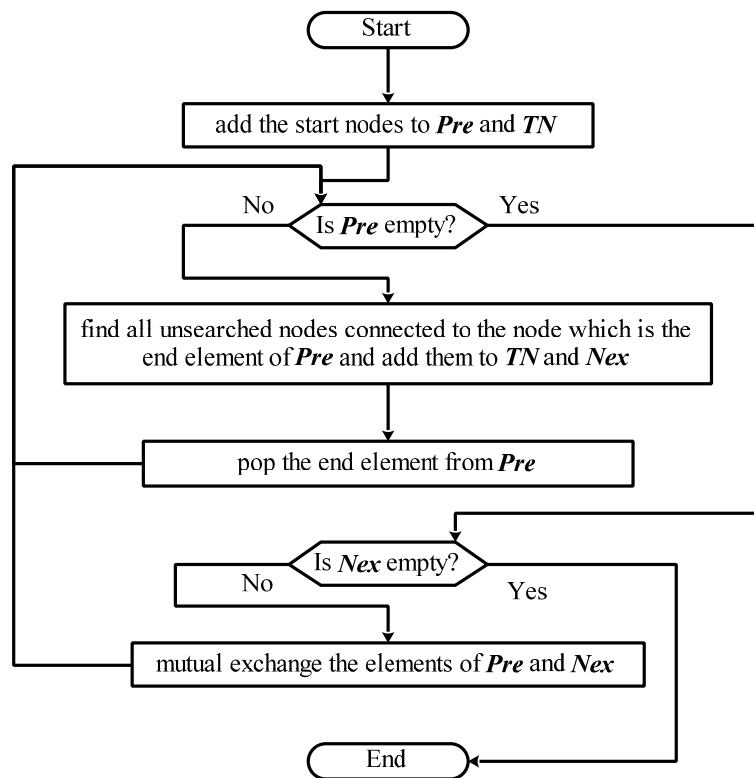 Start
add the start nodes to Pre and TN
No
Yes
Is Pre empty?
find all unsearched nodes connected to the node which is the
end element of Pre and add them to TN and Nex
pop the end element from Pre
Is Nex empty?
No
Yes
mutual exchange the elements of Pre and Nex
End